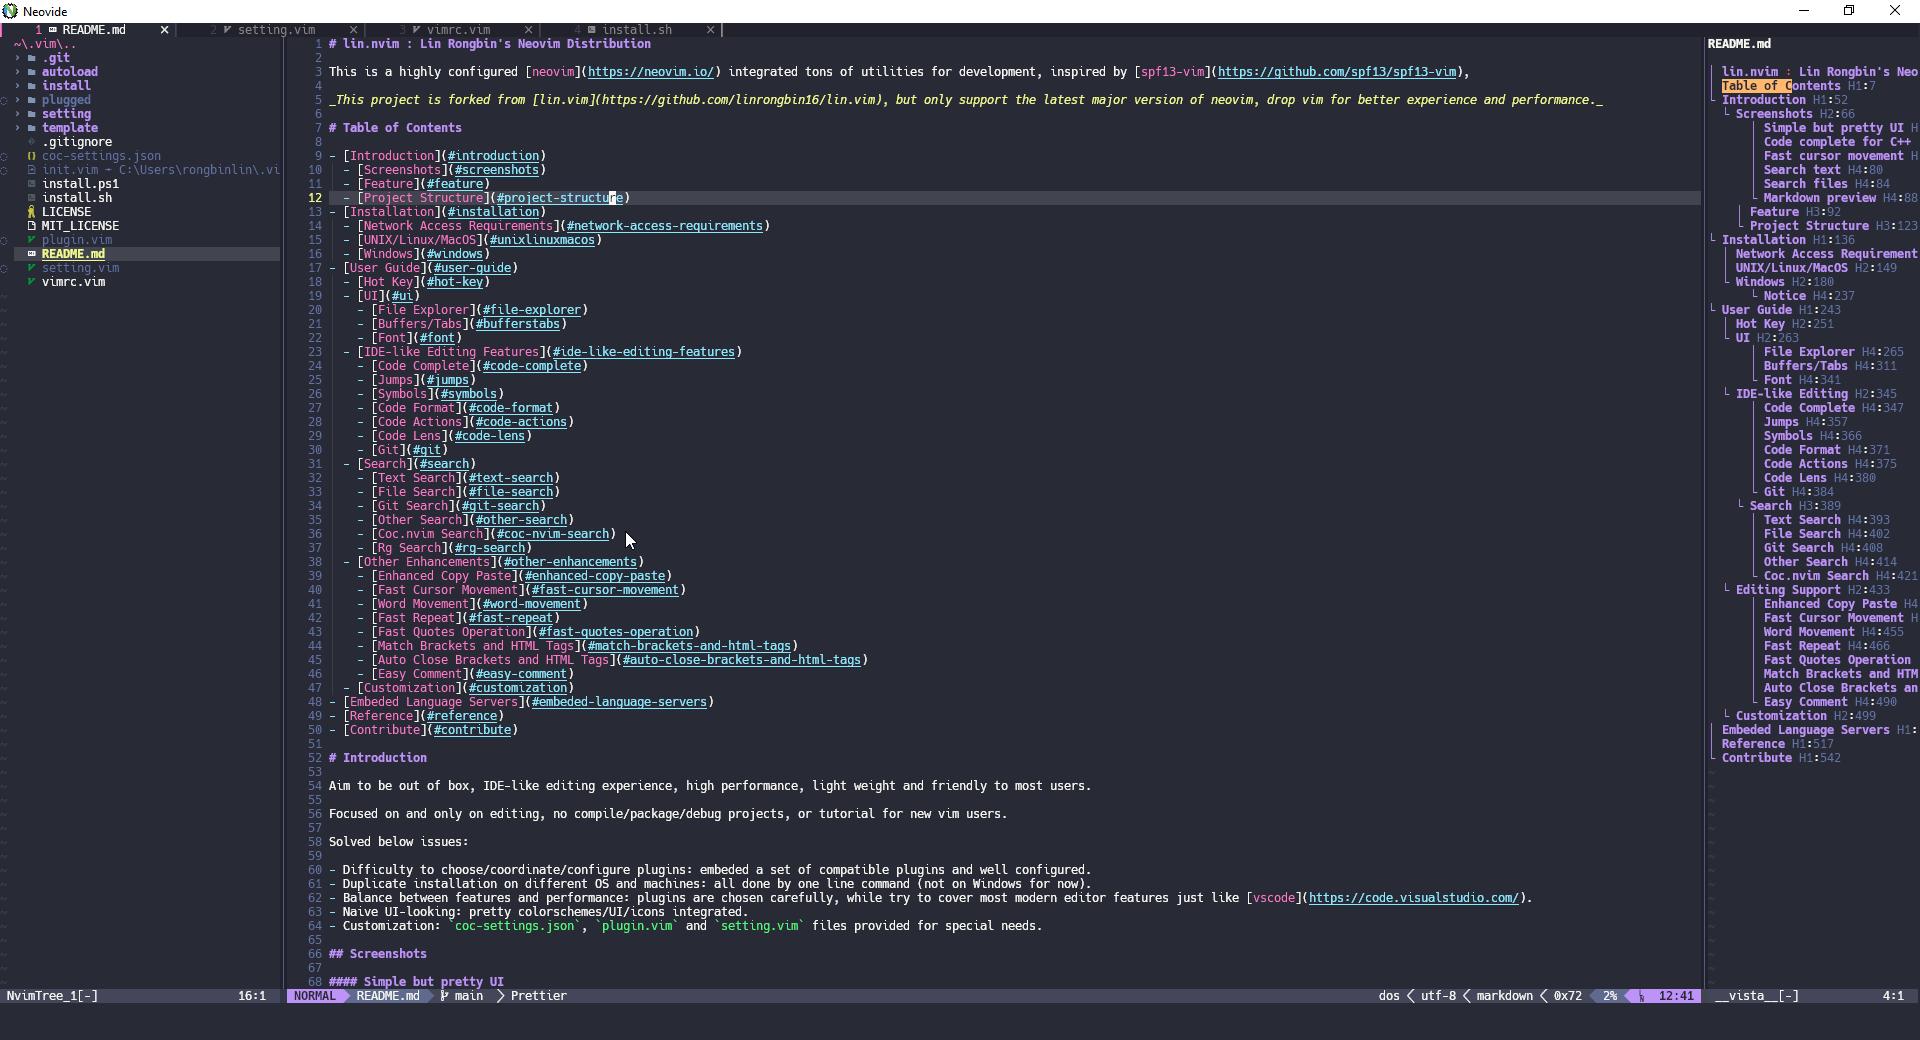 Neovide
1 README.md × 2 setting.vim × 3 vimrc.vim × 4 install.sh ×
~\.vim\..
.git
autoload
install
plugged
setting
template
.gitignore
coc-settings.json
init.vim → C:\Users\rongbinlin\.vi
install.ps1
install.sh
LICENSE
MIT_LICENSE
plugin.vim
README.md
setting.vim
vimrc.vim
1 # lin.nvim : Lin Rongbin's Neovim Distribution
2
3 This is a highly configured [neovim](https://neovim.io/) integrated tons of utilities for development, inspired by [spf13-vim](https://github.com/spf13/spf13-vim),
4
5 _This project is forked from [lin.vim](https://github.com/linrongbin16/lin.vim), but only support the latest major version of neovim, drop vim for better experience and performance._
6
7 # Table of Contents
8
9 - [Introduction](#introduction)
10 - [Screenshots](#screenshots)
11 - [Feature](#feature)
12 - [Project Structure](#project-structure)
13 - [Installation](#installation)
14 - [Network Access Requirements](#network-access-requirements)
15 - [UNIX/Linux/MacOS](#unixlinuxmacos)
16 - [Windows](#windows)
17 - [User Guide](#user-guide)
18 - [Hot Key](#hot-key)
19 - [UI](#ui)
20 - [File Explorer](#file-explorer)
21 - [Buffers/Tabs](#bufferstabs)
22 - [Font](#font)
23 - [IDE-like Editing Features](#ide-like-editing-features)
24 - [Code Complete](#code-complete)
25 - [Jumps](#jumps)
26 - [Symbols](#symbols)
27 - [Code Format](#code-format)
28 - [Code Actions](#code-actions)
29 - [Code Lens](#code-lens)
30 - [Git](#git)
31 - [Search](#search)
32 - [Text Search](#text-search)
33 - [File Search](#file-search)
34 - [Git Search](#git-search)
35 - [Other Search](#other-search)
36 - [Coc.nvim Search](#coc-nvim-search)
37 - [Rg Search](#rg-search)
38 - [Other Enhancements](#other-enhancements)
39 - [Enhanced Copy Paste](#enhanced-copy-paste)
40 - [Fast Cursor Movement](#fast-cursor-movement)
41 - [Word Movement](#word-movement)
42 - [Fast Repeat](#fast-repeat)
43 - [Fast Quotes Operation](#fast-quotes-operation)
44 - [Match Brackets and HTML Tags](#match-brackets-and-html-tags)
45 - [Auto Close Brackets and HTML Tags](#auto-close-brackets-and-html-tags)
46 - [Easy Comment](#easy-comment)
47 - [Customization](#customization)
48 - [Embeded Language Servers](#embeded-language-servers)
49 - [Reference](#reference)
50 - [Contribute](#contribute)
51
52 # Introduction
53
54 Aim to be out of box, IDE-like editing experience, high performance, light weight and friendly to most users.
55
56 Focused on and only on editing, no compile/package/debug projects, or tutorial for new vim users.
57
58 Solved below issues:
59
60 - Difficulty to choose/coordinate/configure plugins: embeded a set of compatible plugins and well configured.
61 - Duplicate installation on different OS and machines: all done by one line command (not on Windows for now).
62 - Balance between features and performance: plugins are chosen carefully, while try to cover most modern editor features just like [vscode](https://code.visualstudio.com/).
63 - Naive UI-looking: pretty colorschemes/UI/icons integrated.
64 - Customization: `coc-settings.json`, `plugin.vim` and `setting.vim` files provided for special needs.
65
66 ## Screenshots
67
68 #### Simple but pretty UI
README.md
lin.nvim : Lin Rongbin's Neo
Table of Contents H1:7
Introduction H1:52
Screenshots H2:66
Simple but pretty UI H
Code complete for C++
Fast cursor movement H
Search text H4:80
Search files H4:84
Markdown preview H4:88
Feature H3:92
Project Structure H3:123
Installation H1:136
Network Access Requirement
UNIX/Linux/MacOS H2:149
Windows H2:180
Notice H4:237
User Guide H1:243
Hot Key H2:251
UI H2:263
File Explorer H4:265
Buffers/Tabs H4:311
Font H4:341
IDE-like Editing H2:345
Code Complete H4:347
Jumps H4:357
Symbols H4:366
Code Format H4:371
Code Actions H4:375
Code Lens H4:380
Git H4:384
Search H3:389
Text Search H4:393
File Search H4:402
Git Search H4:408
Other Search H4:414
Coc.nvim Search H4:421
Editing Support H2:433
Enhanced Copy Paste H4
Fast Cursor Movement H
Word Movement H4:455
Fast Repeat H4:466
Fast Quotes Operation
Match Brackets and HTM
Auto Close Brackets an
Easy Comment H4:490
Customization H2:499
Embeded Language Servers H1:
Reference H1:517
Contribute H1:542
NvimTree_1[-] 16:1 NORMAL README.md main Prettier dos utf-8 markdown 0x72 2% 12:41 __vista__[-] 4:1